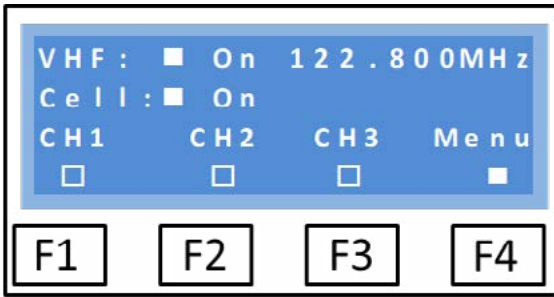 VHF: ■ On 122.800MHz
Cell:■ On
CH1 CH2 CH3 Menu
□ □ □ ■
F1 F2 F3 F4